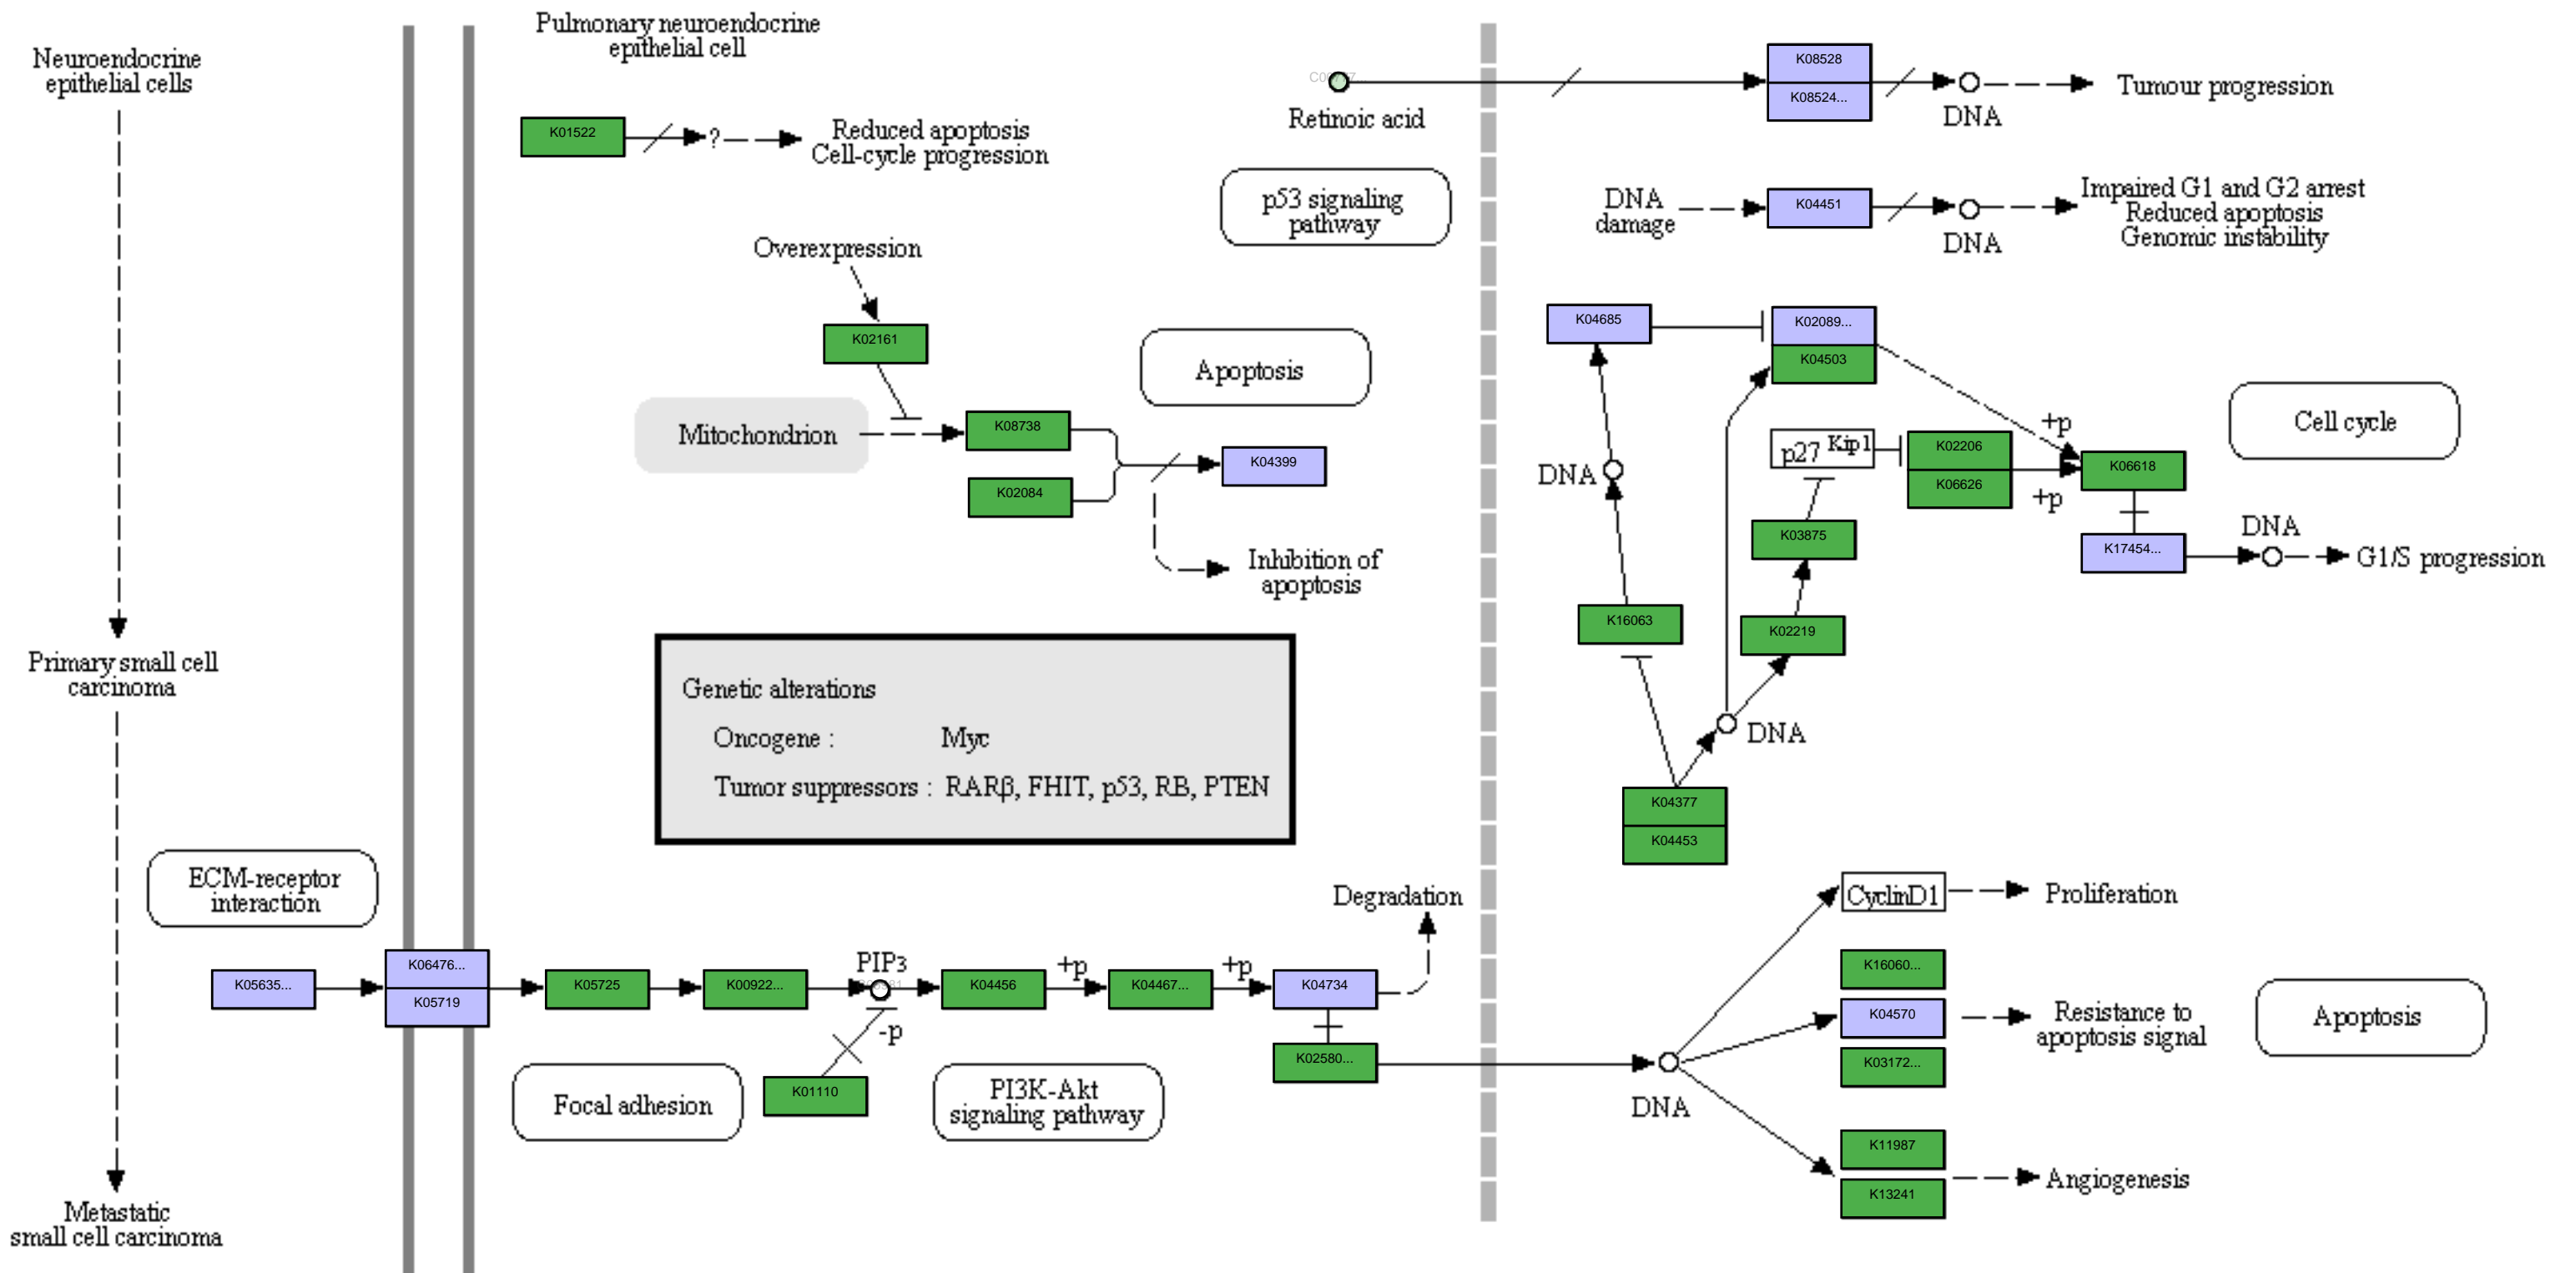 Neuroendocrine
epithelial cells
Primary small cell
carcinoma
Metastatic
small cell carcinoma
Pulmonary neuroendocrine
epithelial cell
K01522
?
Reduced apoptosis
Cell-cycle progression
Retinoic acid
K08528
K08524...
DNA
Tumour progression
p53 signaling
pathway
DNA
damage
K04451
DNA
Impaired G1 and G2 arrest
Reduced apoptosis
Genomic instability
Overexpression
K02161
Apoptosis
Mitochondrion
K08738
K02084
K04399
Inhibition of
apoptosis
K04685
K02089...
K04503
DNA
p27 Kip1
K02206
K06626
+p
+p
K06618
Cell cycle
K03875
K17454...
DNA
G1/S progression
K16063
K02219
DNA
K04377
K04453
Genetic alterations
Oncogene : Myc
Tumor suppressors : RARβ, FHIT, p53, RB, PTEN
ECM-receptor
interaction
K05635...
K06476...
K05719
K05725
K00922...
PIP3
-p
K01110
K04456
+p
K04467...
+p
K04734
Degradation
K02580...
Focal adhesion
PI3K-Akt
signaling pathway
DNA
CyclinD1
Proliferation
K16060...
K04570
K03172...
Resistance to
apoptosis signal
Apoptosis
K11987
K13241
Angiogenesis